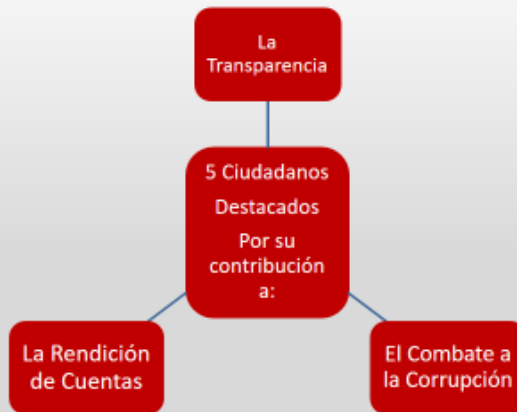 La
Transparencia
5 Ciudadanos
Destacados
Por su
contribución
a:
La Rendición
de Cuentas
El Combate a
la Corrupción